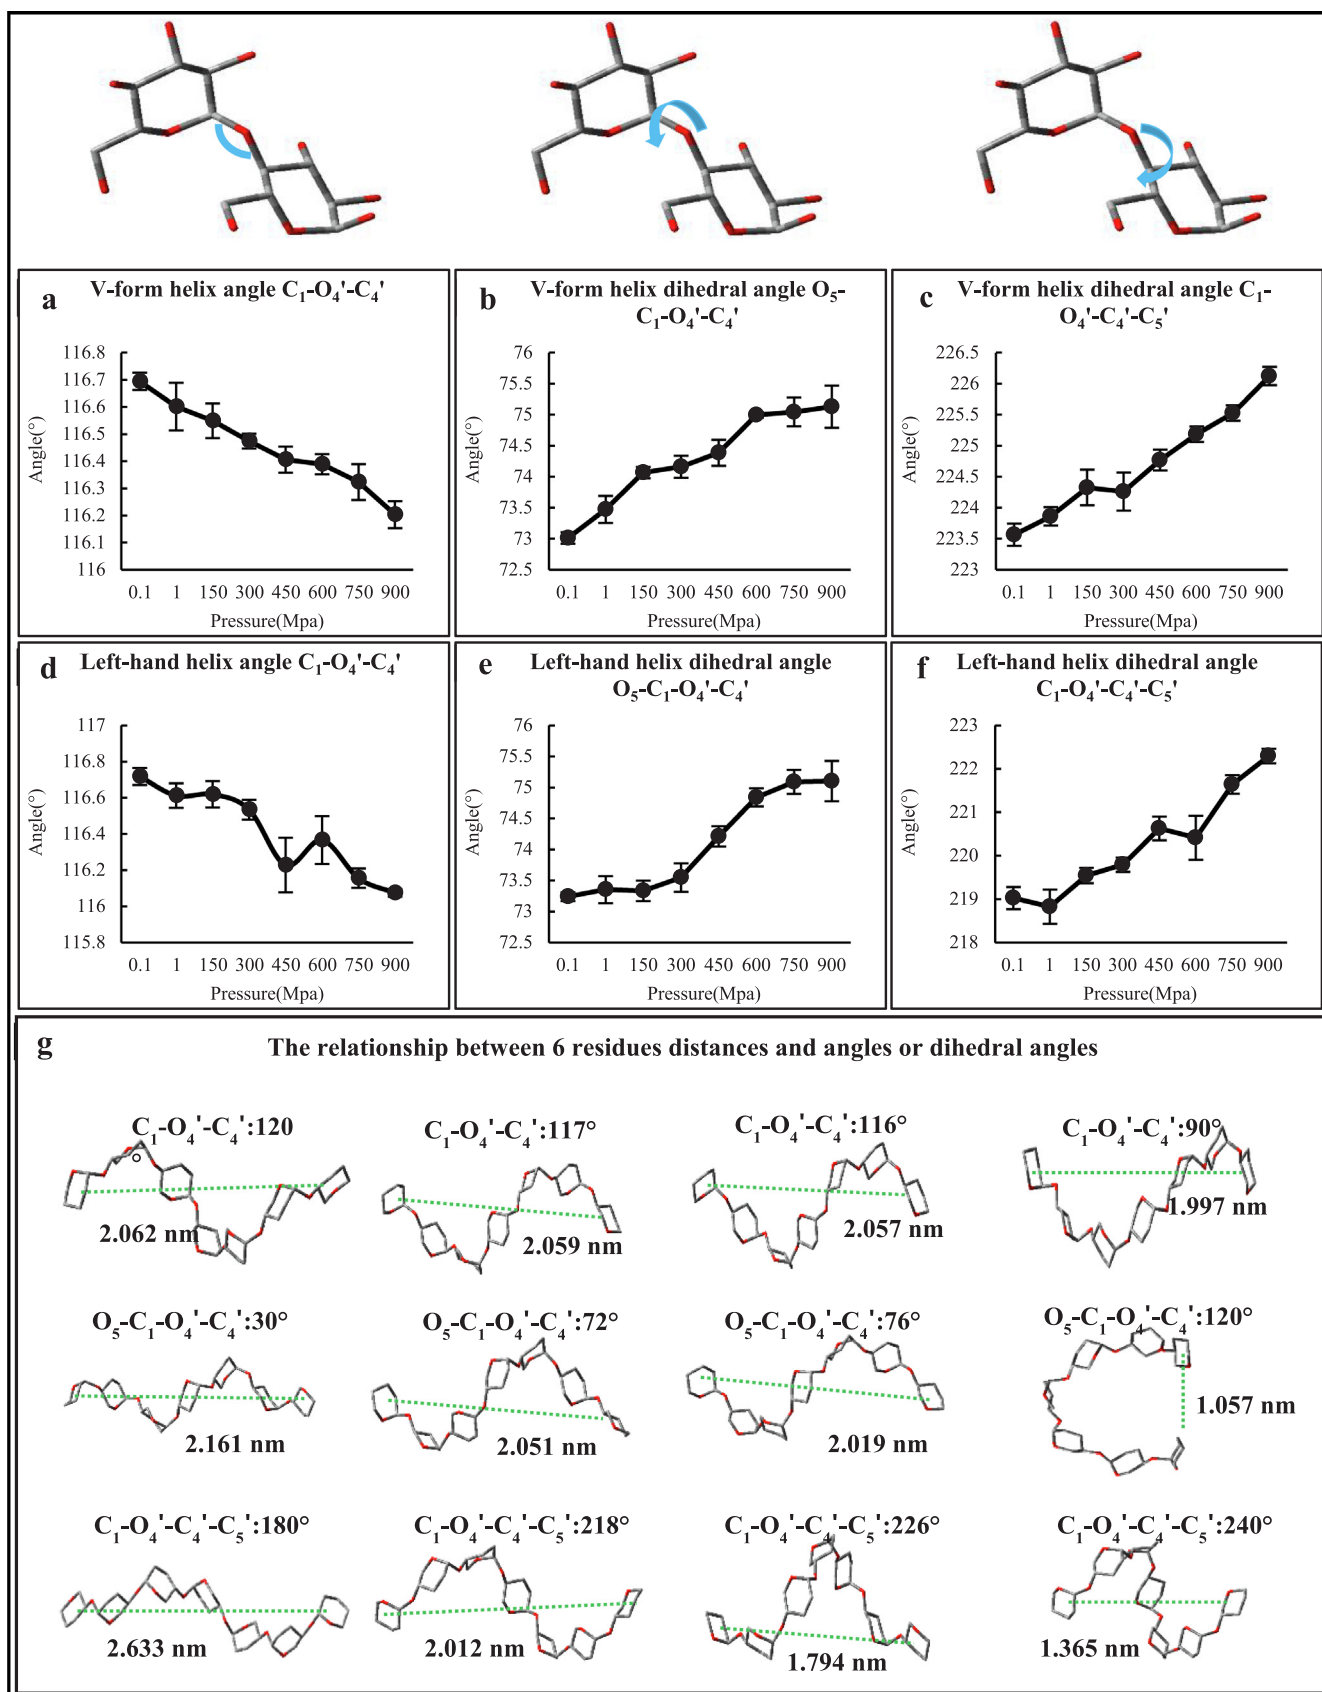 a V-form helix angle C₁-O₄'-C₄'
116.8
116.7
116.6
116.5
116.4
116.3
116.2
116.1
116
Angle(°)
0.1 1 150 300 450 600 750 900
Pressure(Mpa)
b V-form helix dihedral angle O₅-
C₁-O₄'-C₄'
76
75.5
75
74.5
74
73.5
73
72.5
Angle(°)
0.1 1 150 300 450 600 750 900
Pressure(Mpa)
c V-form helix dihedral angle C₁-
O₄'-C₄'-C₅'
226.5
226
225.5
225
224.5
224
223.5
223
Angle(°)
0.1 1 150 300 450 600 750 900
Pressure(Mpa)
d Left-hand helix angle C₁-O₄'-C₄'
117
116.8
116.6
116.4
116.2
116
115.8
Angle(°)
0.1 1 150 300 450 600 750 900
Pressure(Mpa)
e Left-hand helix dihedral angle
O₅-C₁-O₄'-C₄'
76
75.5
75
74.5
74
73.5
73
72.5
Angle(°)
0.1 1 150 300 450 600 750 900
Pressure(Mpa)
f Left-hand helix dihedral angle
C₁-O₄'-C₄'-C₅'
223
222
221
220
219
218
Angle(°)
0.1 1 150 300 450 600 750 900
Pressure(Mpa)
g The relationship between 6 residues distances and angles or dihedral angles
C₁-O₄'-C₄':120
°
2.062 nm
C₁-O₄'-C₄':117°
2.059 nm
C₁-O₄'-C₄':116°
2.057 nm
C₁-O₄'-C₄':90°
1.997 nm
O₅-C₁-O₄'-C₄':30°
2.161 nm
O₅-C₁-O₄'-C₄':72°
2.051 nm
O₅-C₁-O₄'-C₄':76°
2.019 nm
O₅-C₁-O₄'-C₄':120°
1.057 nm
C₁-O₄'-C₄'-C₅':180°
2.633 nm
C₁-O₄'-C₄'-C₅':218°
2.012 nm
C₁-O₄'-C₄'-C₅':226°
1.794 nm
C₁-O₄'-C₄'-C₅':240°
1.365 nm